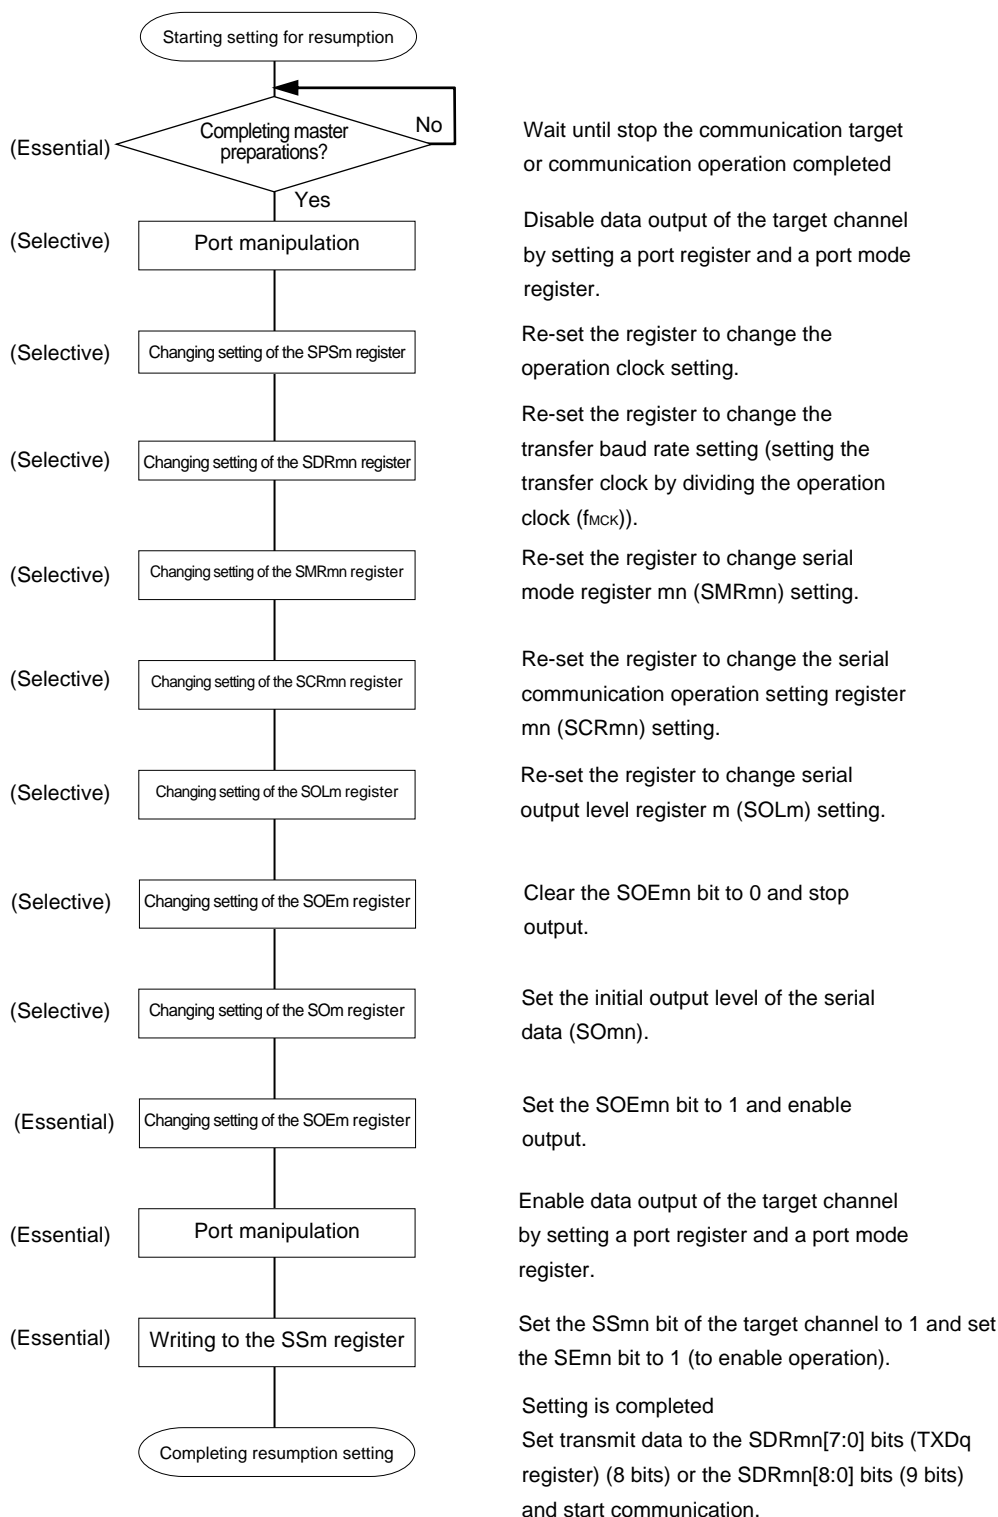 Starting setting for resumption
(Essential)
Completing master
preparations?
No
Yes
Wait until stop the communication target
or communication operation completed
(Selective)
Port manipulation
Disable data output of the target channel
by setting a port register and a port mode
register.
(Selective)
Changing setting of the SPSm register
Re-set the register to change the
operation clock setting.
(Selective)
Changing setting of the SDRmn register
Re-set the register to change the
transfer baud rate setting (setting the
transfer clock by dividing the operation
clock (fMCK)).
(Selective)
Changing setting of the SMRmn register
Re-set the register to change serial
mode register mn (SMRmn) setting.
(Selective)
Changing setting of the SCRmn register
Re-set the register to change the serial
communication operation setting register
mn (SCRmn) setting.
(Selective)
Changing setting of the SOLm register
Re-set the register to change serial
output level register m (SOLm) setting.
(Selective)
Changing setting of the SOEm register
Clear the SOEmn bit to 0 and stop
output.
(Selective)
Changing setting of the SOm register
Set the initial output level of the serial
data (SOmn).
(Essential)
Changing setting of the SOEm register
Set the SOEmn bit to 1 and enable
output.
(Essential)
Port manipulation
Enable data output of the target channel
by setting a port register and a port mode
register.
(Essential)
Writing to the SSm register
Set the SSmn bit of the target channel to 1 and set
the SEmn bit to 1 (to enable operation).
Completing resumption setting
Setting is completed
Set transmit data to the SDRmn[7:0] bits (TXDq
register) (8 bits) or the SDRmn[8:0] bits (9 bits)
and start communication.